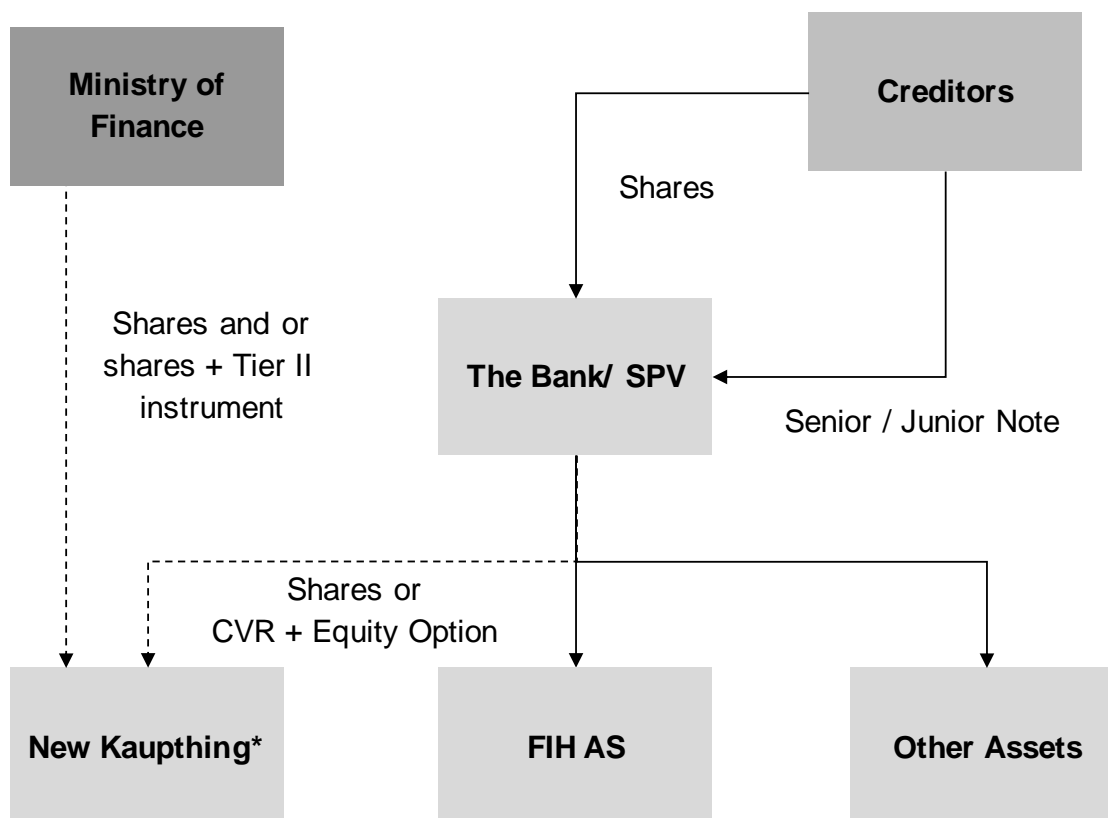 Ministry of
Finance
Creditors
Shares
Shares and or
shares + Tier II
instrument
The Bank/ SPV
Senior / Junior Note
Shares or
CVR + Equity Option
New Kaupthing*
FIH AS
Other Assets